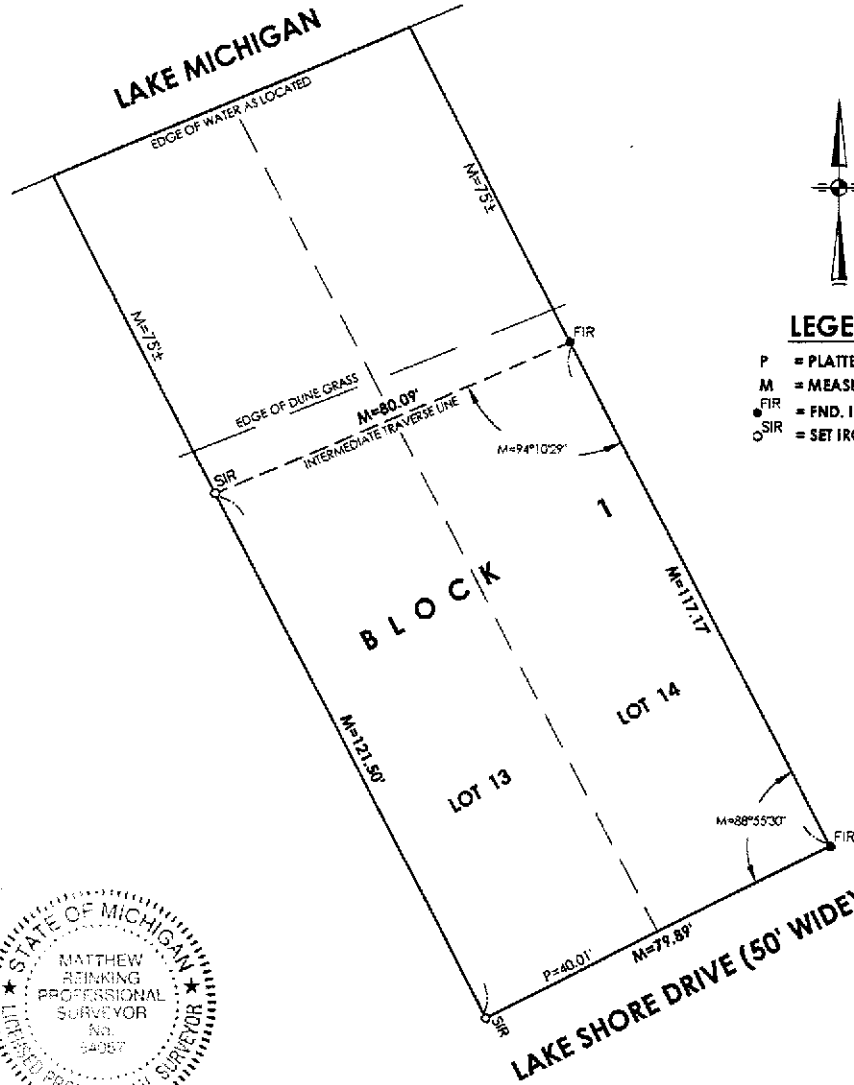 LAKE MICHIGAN
EDGE OF WATER AS LOCATED
M=75'±
M=75'±
LEGE
P = PLATTE
M = MEASU
FIR = FND. I
SIR = SET IRO
FIR
EDGE OF DUNE GRASS
M=80.09'
INTERMEDIATE TRAVERSE LINE
M=94°10'29"
SIR
1
BLOCK
M=117.17'
LOT 14
M=121.50'
LOT 13
M=88°55'30"
FIR
P=40.01'
M=79.89'
SIR
LAKE SHORE DRIVE (50' WIDE)
STATE OF MICHIGAN
MATTHEW
REINKING
PROFESSIONAL
SURVEYOR
No.
LICENSED SURVEYOR